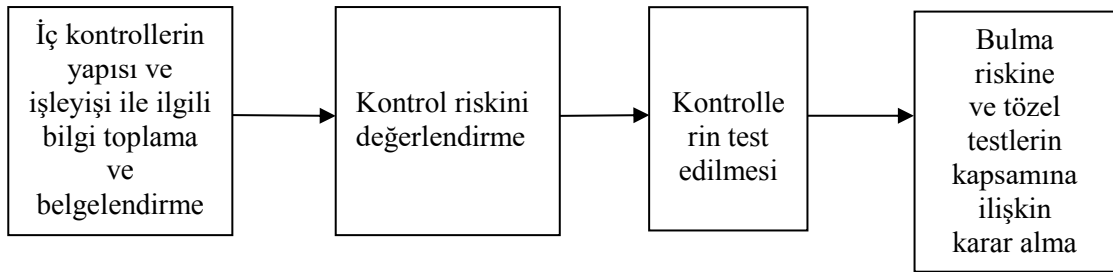 İç kontrollerin
yapısı ve
işleyişi ile ilgili
bilgi toplama
ve
belgelendirme
Kontrol riskini
değerlendirme
Kontrolle
rin test
edilmesi
Bulma
riskine
ve tözel
testlerin
kapsamına
ilişkin
karar alma